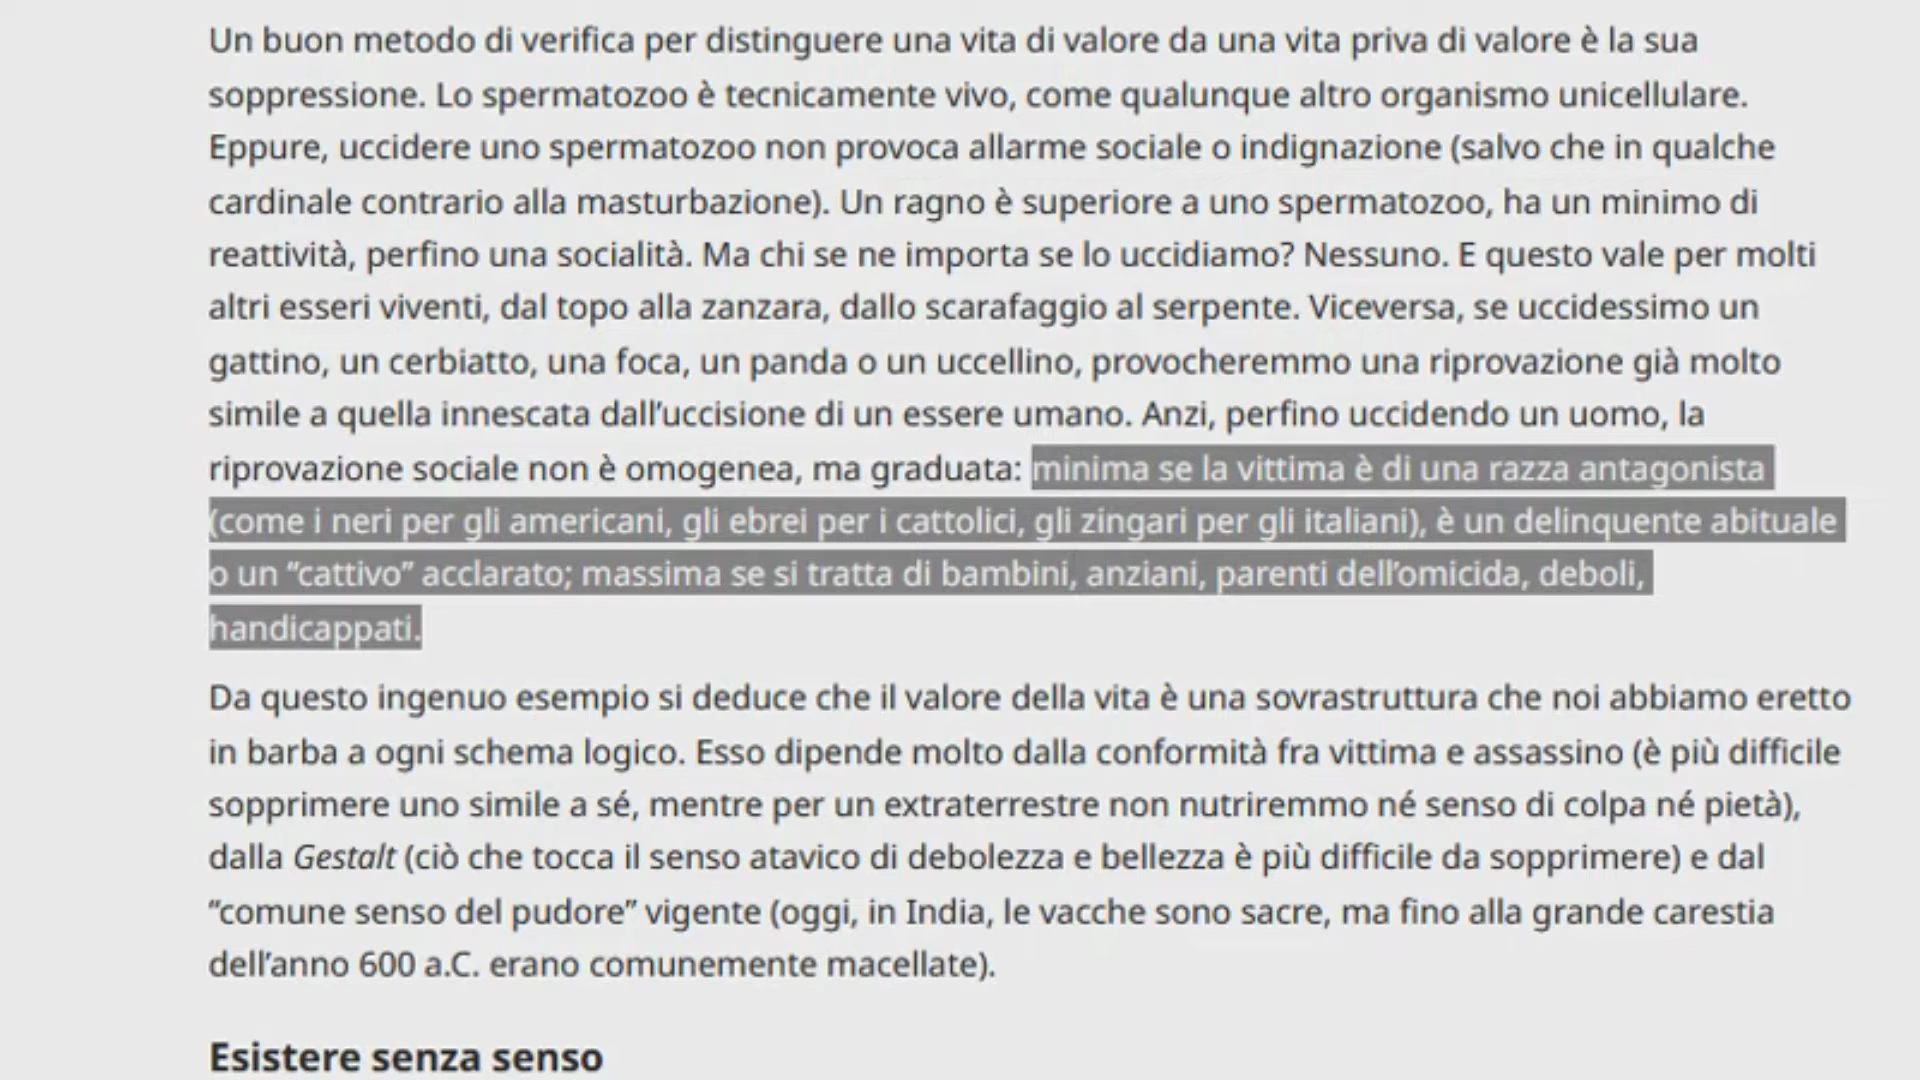 Un buon metodo di verifica per distinguere una vita di valore da una vita priva di valore è la sua
soppressione. Lo spermatozoo è tecnicamente vivo, come qualunque altro organismo unicellulare.
Eppure, uccidere uno spermatozoo non provoca allarme sociale o indignazione (salvo che in qualche
cardinale contrario alla masturbazione). Un ragno è superiore a uno spermatozoo, ha un minimo di
reattività, perfino una socialità. Ma chi se ne importa se lo uccidiamo? Nessuno. E questo vale per molti
altri esseri viventi, dal topo alla zanzara, dallo scarafaggio al serpente. Viceversa, se uccidessimo un
gattino, un cerbiatto, una foca, un panda o un uccellino, provocheremmo una riprovazione già molto
simile a quella innescata dall’uccisione di un essere umano. Anzi, perfino uccidendo un uomo, la
riprovazione sociale non è omogenea, ma graduata: minima se la vittima è di una razza antagonista
(come i neri per gli americani, gli ebrei per i cattolici, gli zingari per gli italiani), è un delinquente abituale
o un “cattivo” acclarato; massima se si tratta di bambini, anziani, parenti dell’omicida, deboli,
handicappati.
Da questo ingenuo esempio si deduce che il valore della vita è una sovrastruttura che noi abbiamo eretto
in barba a ogni schema logico. Esso dipende molto dalla conformità fra vittima e assassino (è più difficile
sopprimere uno simile a sé, mentre per un extraterrestre non nutriremmo né senso di colpa né pietà),
dalla Gestalt (ciò che tocca il senso atavico di debolezza e bellezza è più difficile da sopprimere) e dal
“comune senso del pudore” vigente (oggi, in India, le vacche sono sacre, ma fino alla grande carestia
dell’anno 600 a.C. erano comunemente macellate).
Esistere senza senso